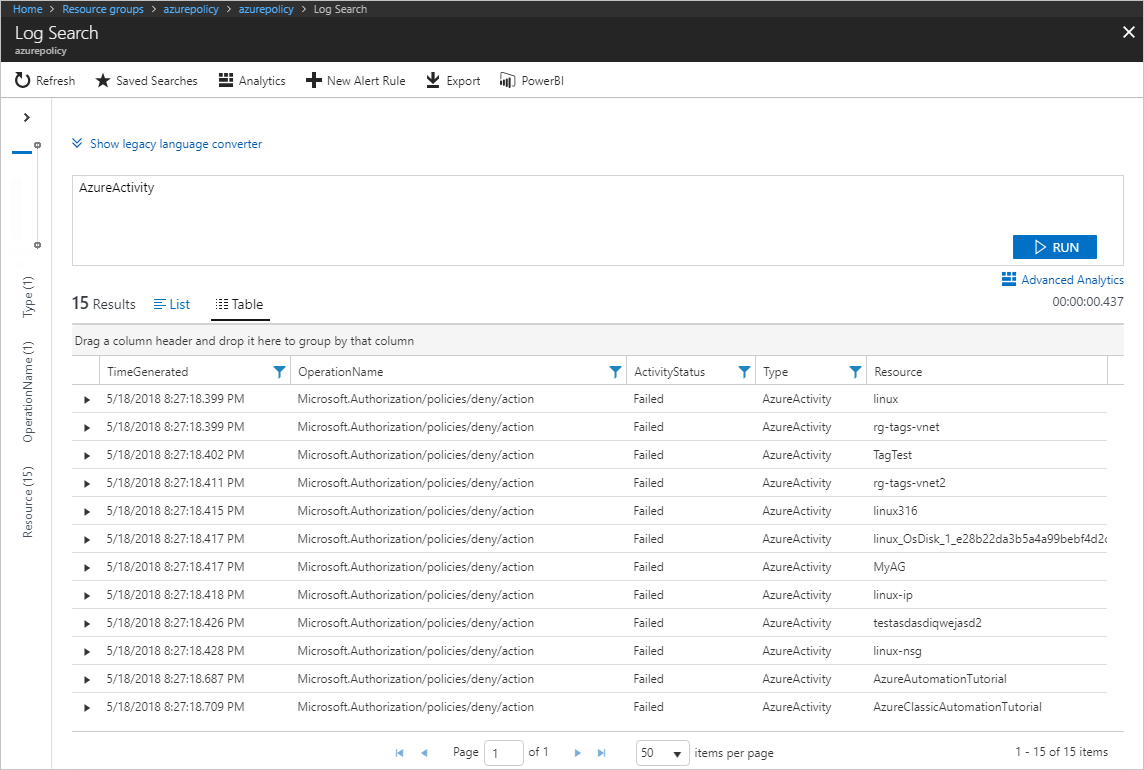 Home > Resource groups > azurepolicy > azurepolicy > Log Search
Log Search
azurepolicy
Refresh Saved Searches Analytics New Alert Rule Export PowerBI
Show legacy language converter
AzureActivity
RUN
Advanced Analytics
15 Results List Table 00:00:00.437
Drag a column header and drop it here to group by that column
TimeGenerated OperationName ActivityStatus Type Resource
5/18/2018 8:27:18.399 PM Microsoft.Authorization/policies/deny/action Failed AzureActivity linux
5/18/2018 8:27:18.399 PM Microsoft.Authorization/policies/deny/action Failed AzureActivity rg-tags-vnet
5/18/2018 8:27:18.402 PM Microsoft.Authorization/policies/deny/action Failed AzureActivity TagTest
5/18/2018 8:27:18.411 PM Microsoft.Authorization/policies/deny/action Failed AzureActivity rg-tags-vnet2
5/18/2018 8:27:18.415 PM Microsoft.Authorization/policies/deny/action Failed AzureActivity linux316
5/18/2018 8:27:18.417 PM Microsoft.Authorization/policies/deny/action Failed AzureActivity linux_OsDisk_1_e28b22da3b5a4a99bebf4d2c
5/18/2018 8:27:18.417 PM Microsoft.Authorization/policies/deny/action Failed AzureActivity MyAG
5/18/2018 8:27:18.418 PM Microsoft.Authorization/policies/deny/action Failed AzureActivity linux-ip
5/18/2018 8:27:18.426 PM Microsoft.Authorization/policies/deny/action Failed AzureActivity testasdasdiqwejasd2
5/18/2018 8:27:18.428 PM Microsoft.Authorization/policies/deny/action Failed AzureActivity linux-nsg
5/18/2018 8:27:18.687 PM Microsoft.Authorization/policies/deny/action Failed AzureActivity AzureAutomationTutorial
5/18/2018 8:27:18.709 PM Microsoft.Authorization/policies/deny/action Failed AzureActivity AzureClassicAutomationTutorial
Page 1 of 1 50 items per page 1 - 15 of 15 items
Type (1)
OperationName (1)
Resource (15)